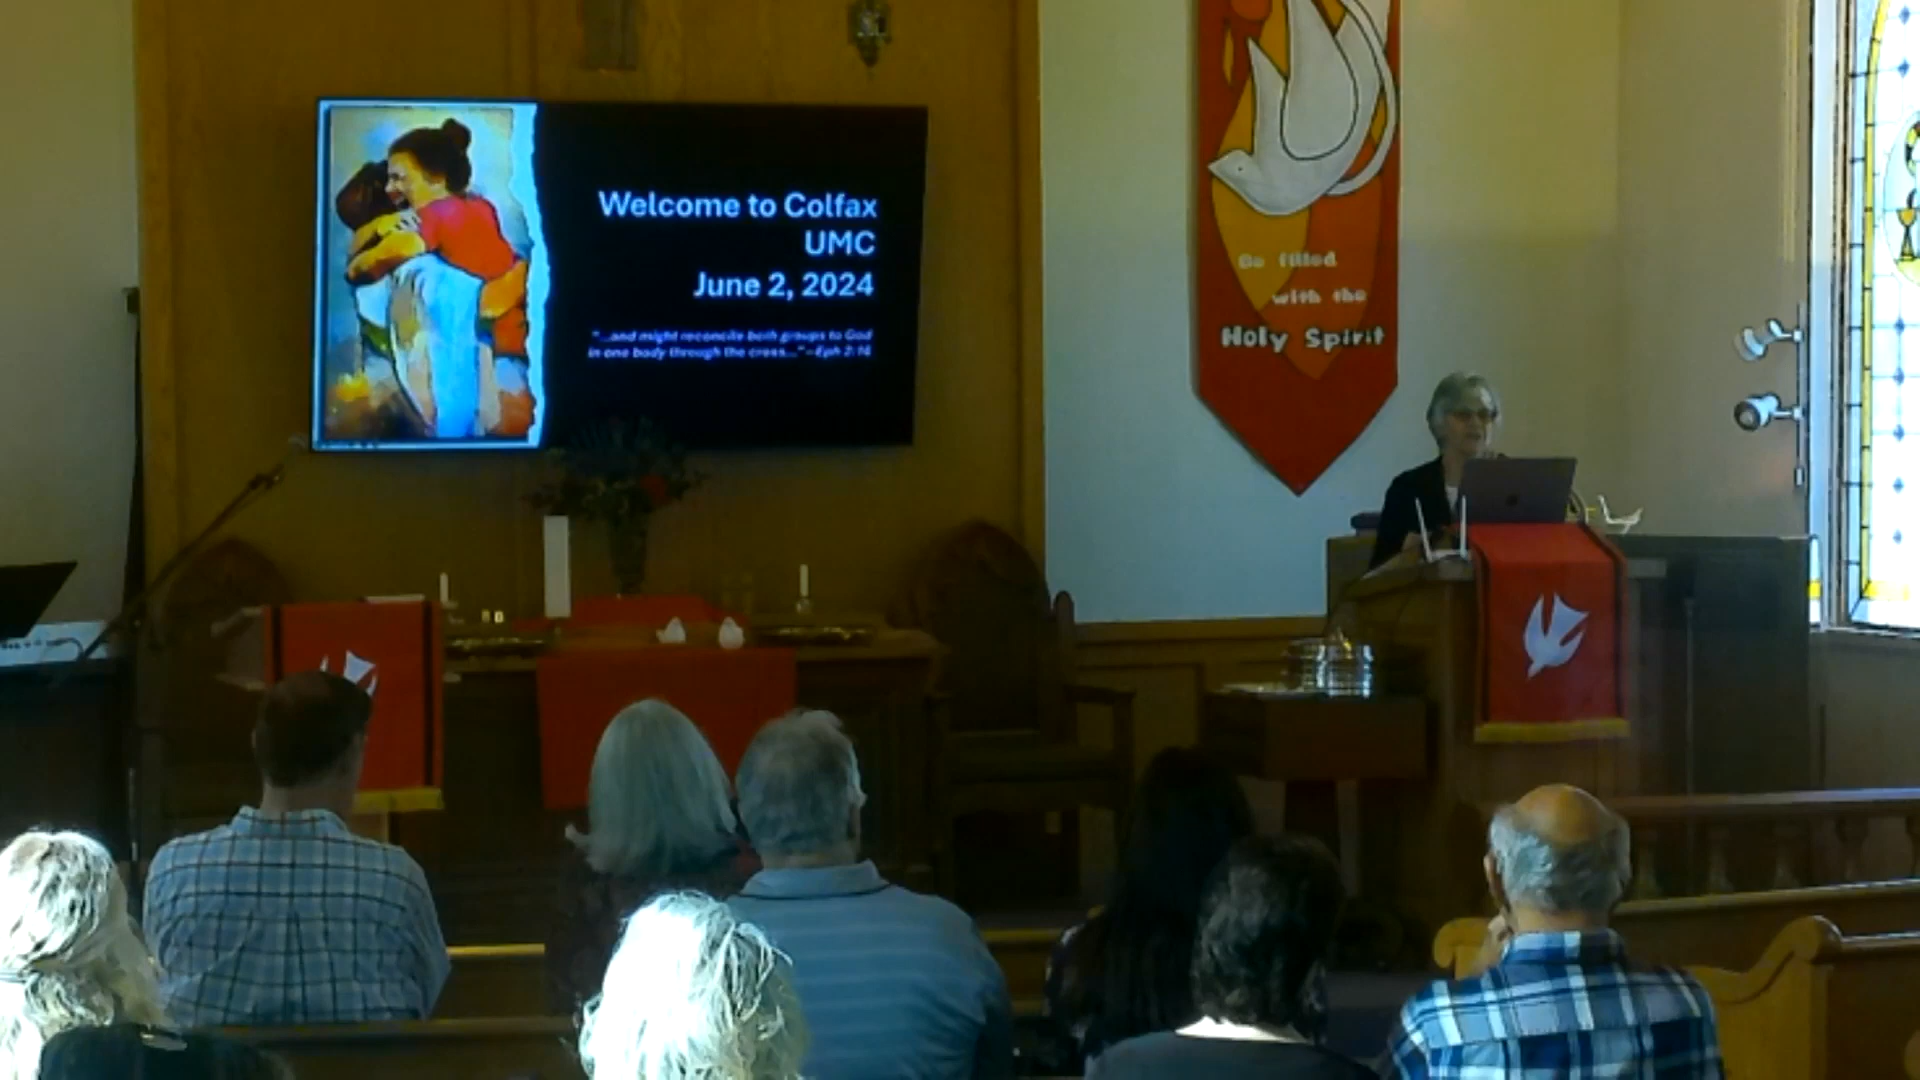 Welcome to Colfax
UMC
June 2, 2024
"...and might reconcile both groups to God
in one body through the cross..." -Eph 2:16
Be filled
with the
Holy Spirit